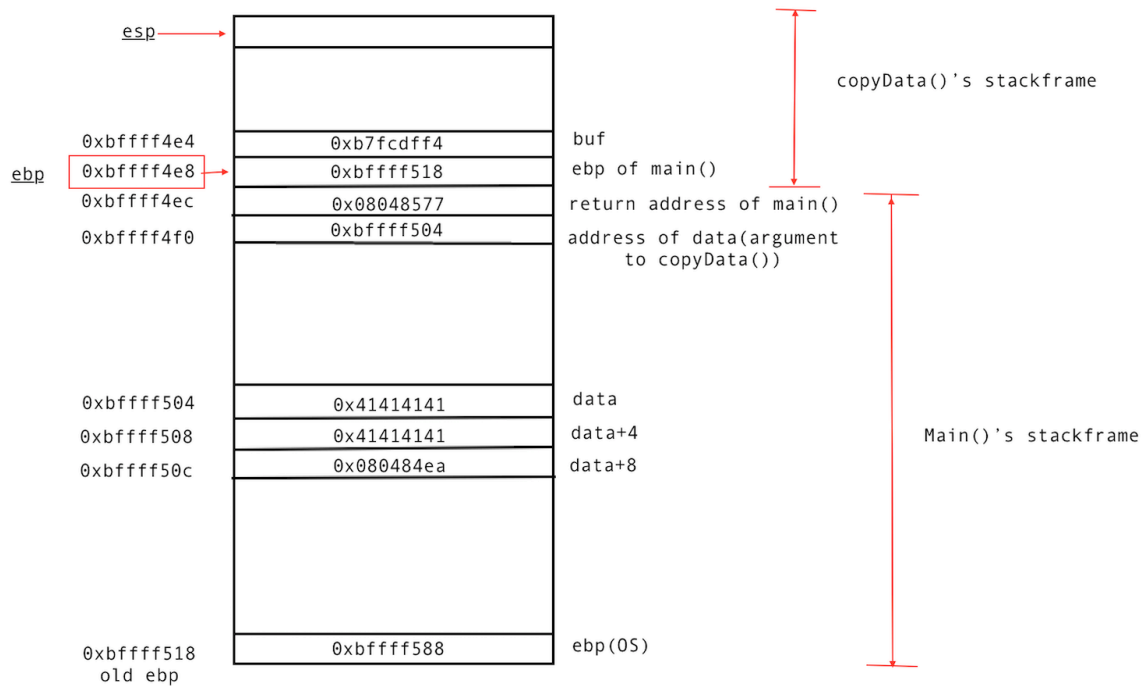 esp
copyData()’s stackframe
0xbffff4e4 0xb7fcdff4 buf
ebp 0xbffff4e8 0xbffff518 ebp of main()
0xbffff4ec 0x08048577 return address of main()
0xbffff4f0 0xbffff504 address of data(argument
to copyData())
0xbffff504 0x41414141 data
0xbffff508 0x41414141 data+4 Main()’s stackframe
0xbffff50c 0x080484ea data+8
0xbffff518 0xbffff588 ebp(OS)
old ebp